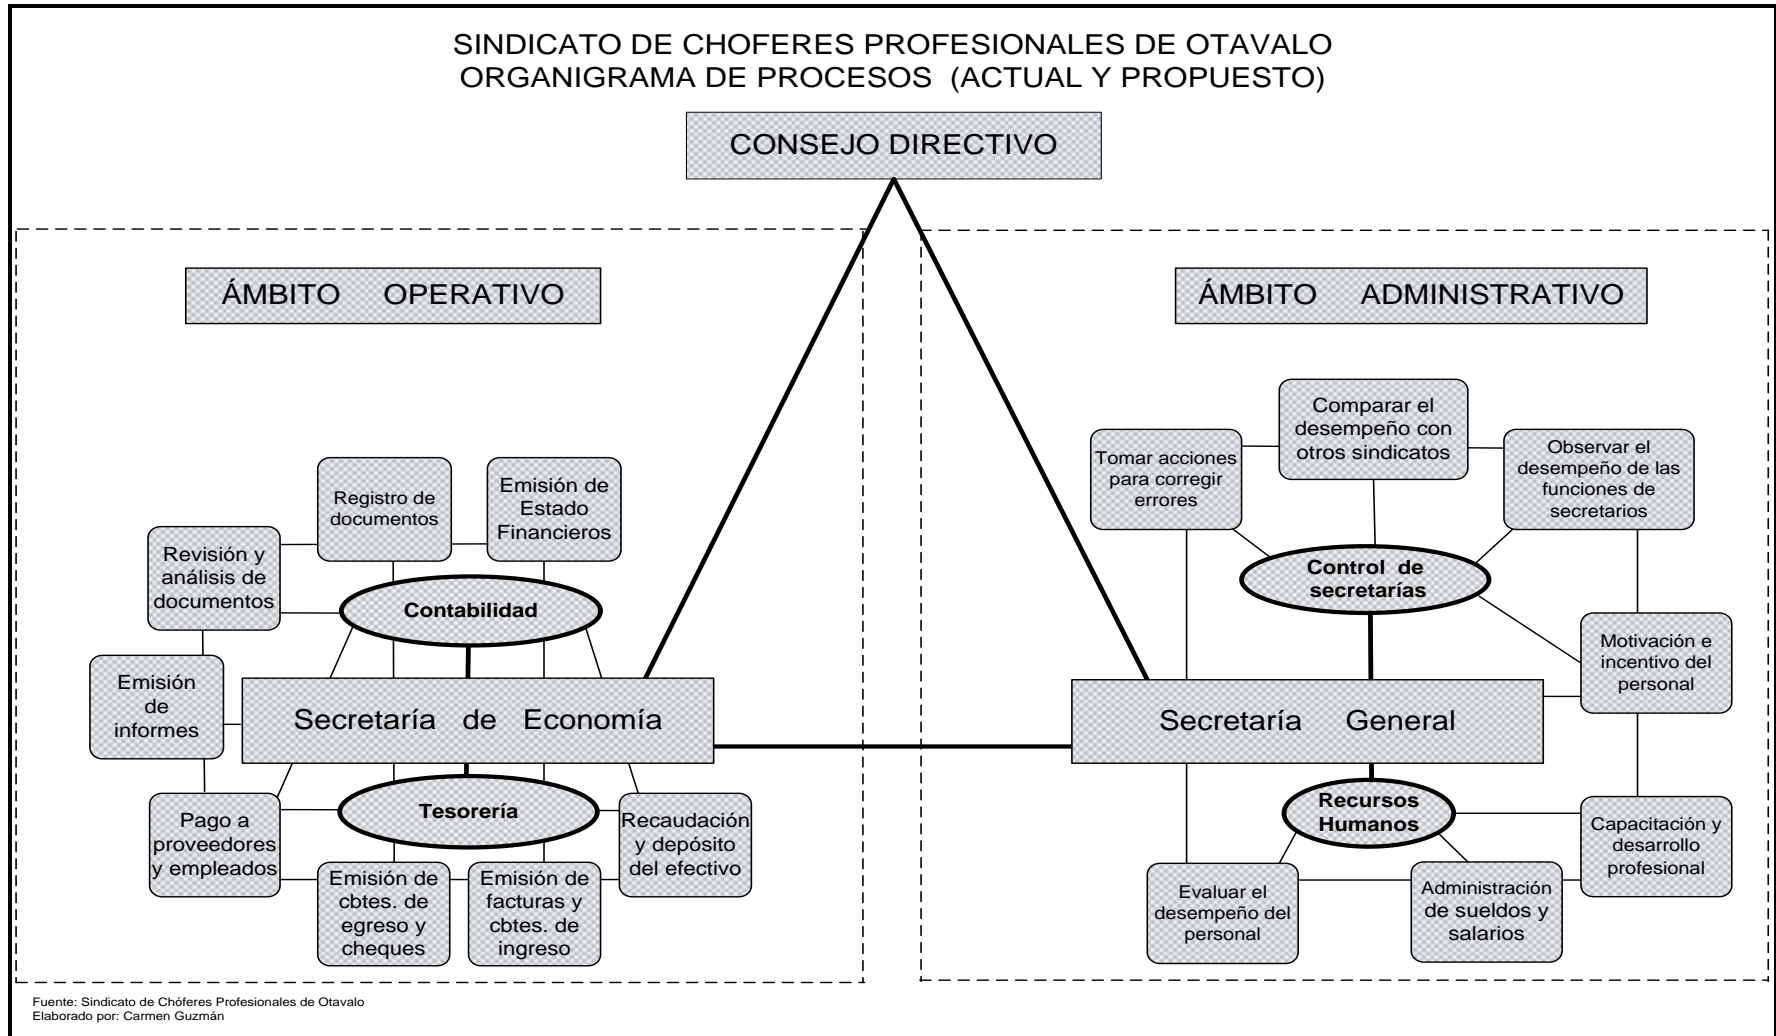 SINDICATO DE CHOFERES PROFESIONALES DE OTAVALO
ORGANIGRAMA DE PROCESOS (ACTUAL Y PROPUESTO)
CONSEJO DIRECTIVO
ÁMBITO OPERATIVO
Registro de
documentos
Emisión de
Estado
Financieros
Revisión y
análisis de
documentos
Contabilidad
Emisión
de
informes
Secretaría de Economía
Pago a
proveedores
y empleados
Tesorería
Recaudación
y depósito
del efectivo
Emisión de
cbtes. de
egreso y
cheques
Emisión de
facturas y
cbtes. de
ingreso
ÁMBITO ADMINISTRATIVO
Comparar el
desempeño con
otros sindicatos
Tomar acciones
para corregir
errores
Observar el
desempeño de las
funciones de
secretarios
Control de
secretarías
Motivación e
incentivo del
personal
Secretaría General
Recursos
Humanos
Capacitación y
desarrollo
profesional
Evaluar el
desempeño del
personal
Administración
de sueldos y
salarios
Fuente: Sindicato de Chóferes Profesionales de Otavalo
Elaborado por: Carmen Guzmán